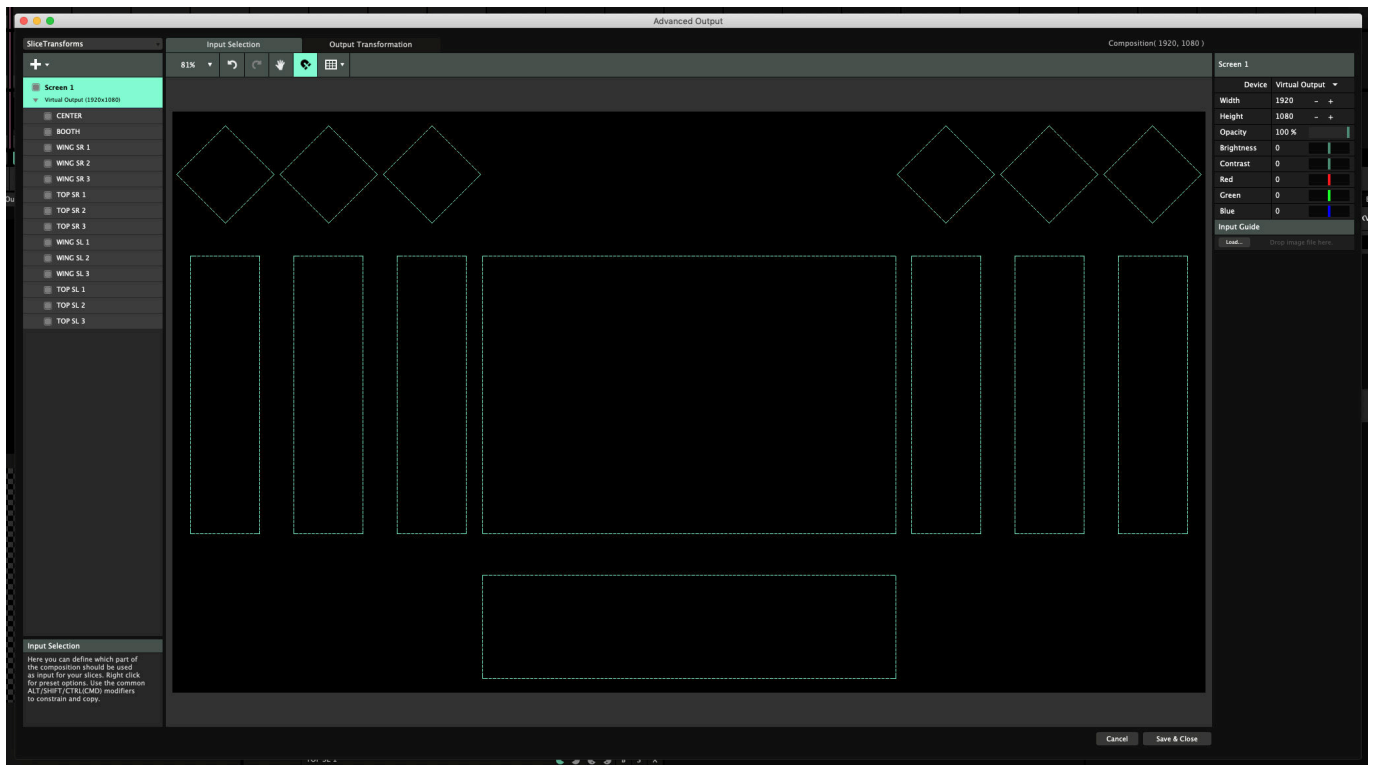 Advanced Output
SliceTransforms
Input Selection
Output Transformation
Composition( 1920, 1080 )
81%
Screen 1
Virtual Output (1920x1080)
CENTER
BOOTH
WING SR 1
WING SR 2
WING SR 3
TOP SR 1
TOP SR 2
TOP SR 3
WING SL 1
WING SL 2
WING SL 3
TOP SL 1
TOP SL 2
TOP SL 3
Screen 1
Device Virtual Output
Width 1920 - +
Height 1080 - +
Opacity 100 %
Brightness 0
Contrast 0
Red 0
Green 0
Blue 0
Input Guide
Load... Drop image file here.
Input Selection
Here you can define which part of
the composition should be used
as input for your slices. Right click
for preset options. Use the common
ALT/SHIFT/CTRL(CMD) modifiers
to constrain and copy.
Cancel
Save & Close